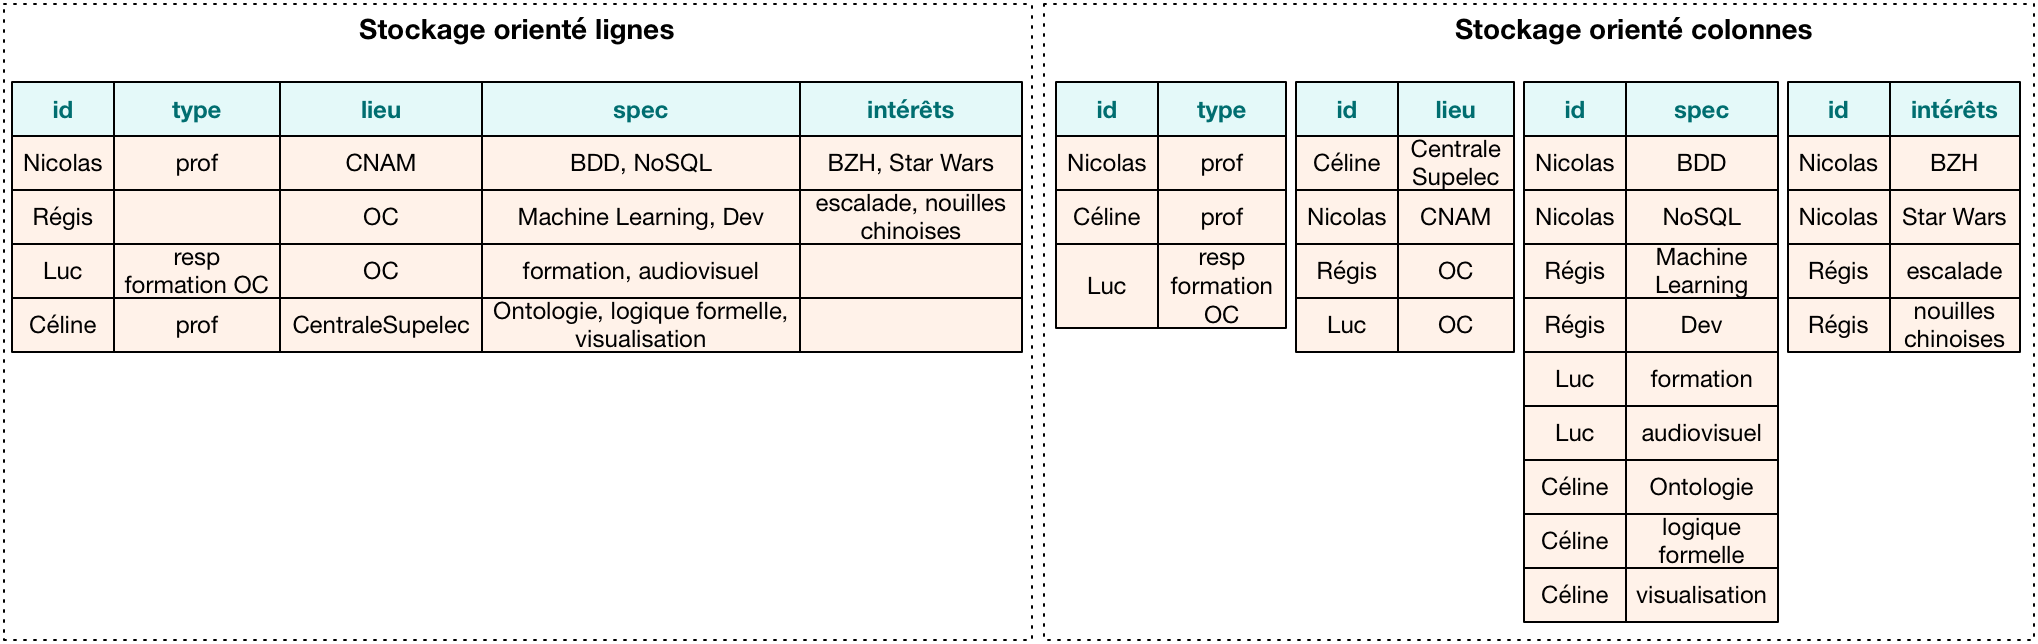 Stockage orienté lignes
id type lieu spec intérêts
Nicolas prof CNAM BDD, NoSQL BZH, Star Wars
Régis OC Machine Learning, Dev escalade, nouilles
chinoises
Luc resp
formation OC OC formation, audiovisuel
Céline prof CentraleSupelec Ontologie, logique formelle,
visualisation
Stockage orienté colonnes
id type
Nicolas prof
Céline prof
Luc resp
formation
OC
id lieu
Céline Centrale
Supelec
Nicolas CNAM
Régis OC
Luc OC
id spec
Nicolas BDD
Nicolas NoSQL
Régis Machine
Learning
Régis Dev
Luc formation
Luc audiovisuel
Céline Ontologie
Céline logique
formelle
Céline visualisation
id intérêts
Nicolas BZH
Nicolas Star Wars
Régis escalade
Régis nouilles
chinoises